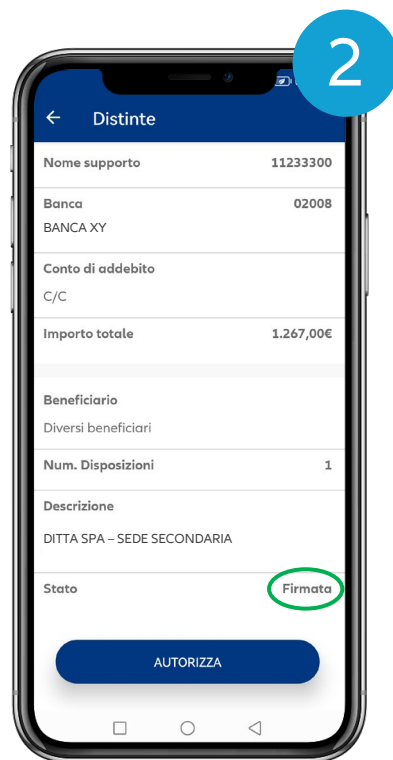 2
Distinte
Nome supporto 11233300
Banca 02008
BANCA XY
Conto di addebito
C/C
Importo totale 1.267,00€
Beneficiario
Diversi beneficiari
Num. Disposizioni 1
Descrizione
DITTA SPA – SEDE SECONDARIA
Stato Firmata
AUTORIZZA